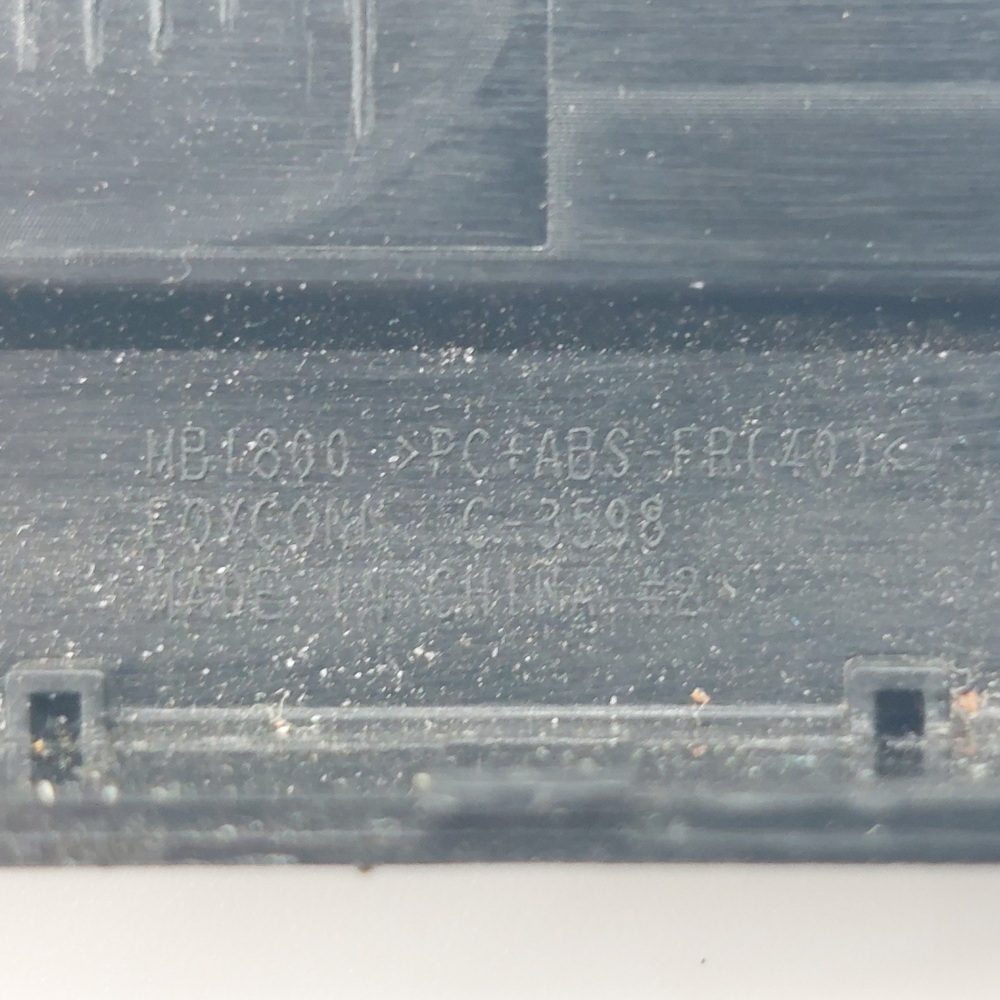 MB1800 >PC+ABS-FR(40)<
FOXCONN C-3598
MADE IN CHINA #2